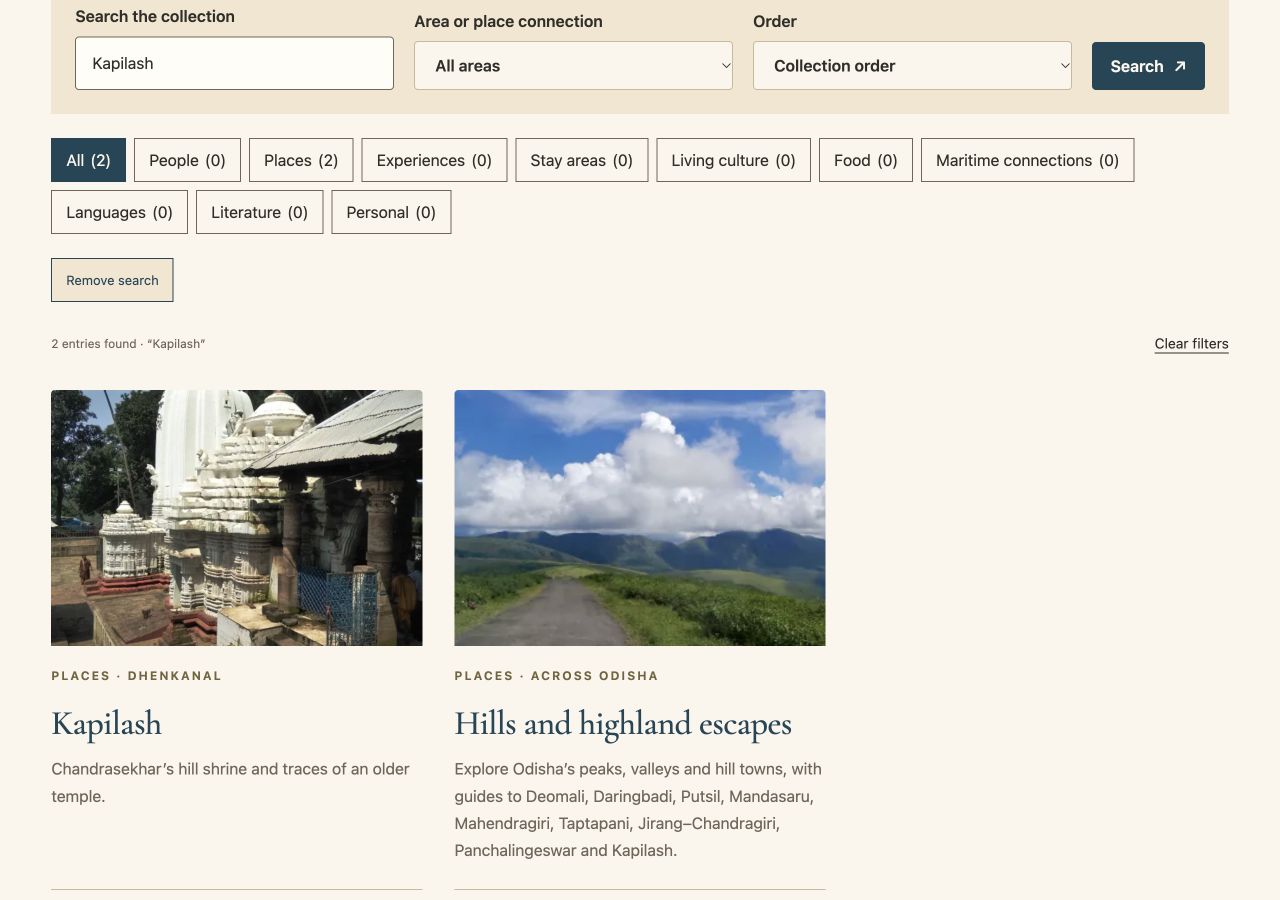 Search the collection
Area or place connection
Order
Kapilash
All areas
Collection order
Search
All (2)
People (0)
Places (2)
Experiences (0)
Stay areas (0)
Living culture (0)
Food (0)
Maritime connections (0)
Languages (0)
Literature (0)
Personal (0)
Remove search
2 entries found · “Kapilash”
Clear filters
PLACES · DHENKANAL
Kapilash
Chandrasekhar’s hill shrine and traces of an older
temple.
PLACES · ACROSS ODISHA
Hills and highland escapes
Explore Odisha’s peaks, valleys and hill towns, with
guides to Deomali, Daringbadi, Putsil, Mandasaru,
Mahendragiri, Taptapani, Jirang–Chandragiri,
Panchalingeswar and Kapilash.